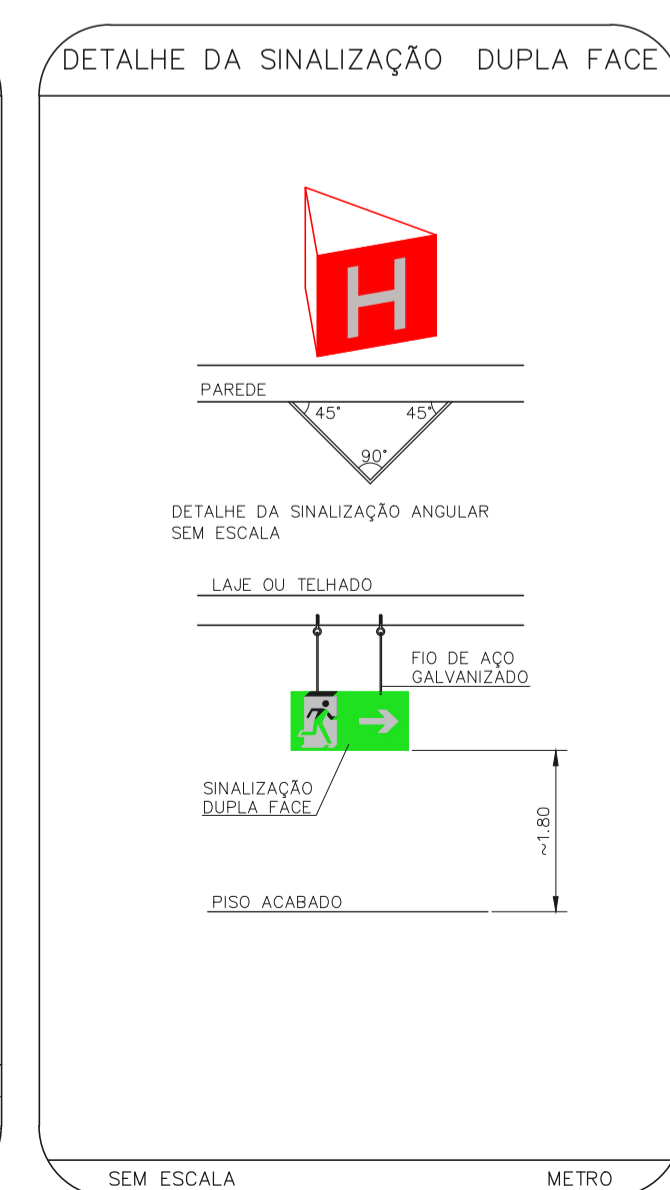 DETALHE DA SINALIZAÇÃO DUPLA FACE
H
PAREDE
45° 45°
90°
DETALHE DA SINALIZAÇÃO ANGULAR
SEM ESCALA
LAJE OU TELHADO
FIO DE AÇO
GALVANIZADO
SINALIZAÇÃO
DUPLA FACE
~1.80
PISO ACABADO
SEM ESCALA METRO